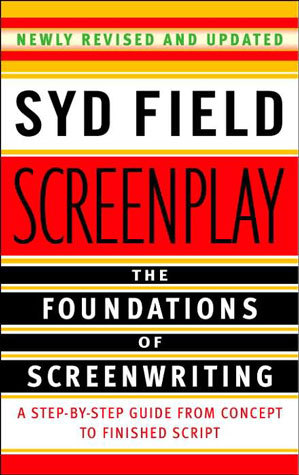 NEWLY REVISED AND UPDATED
SYD FIELD
SCREENPLAY
THE
FOUNDATIONS
OF
SCREENWRITING
A STEP-BY-STEP GUIDE FROM CONCEPT
TO FINISHED SCRIPT